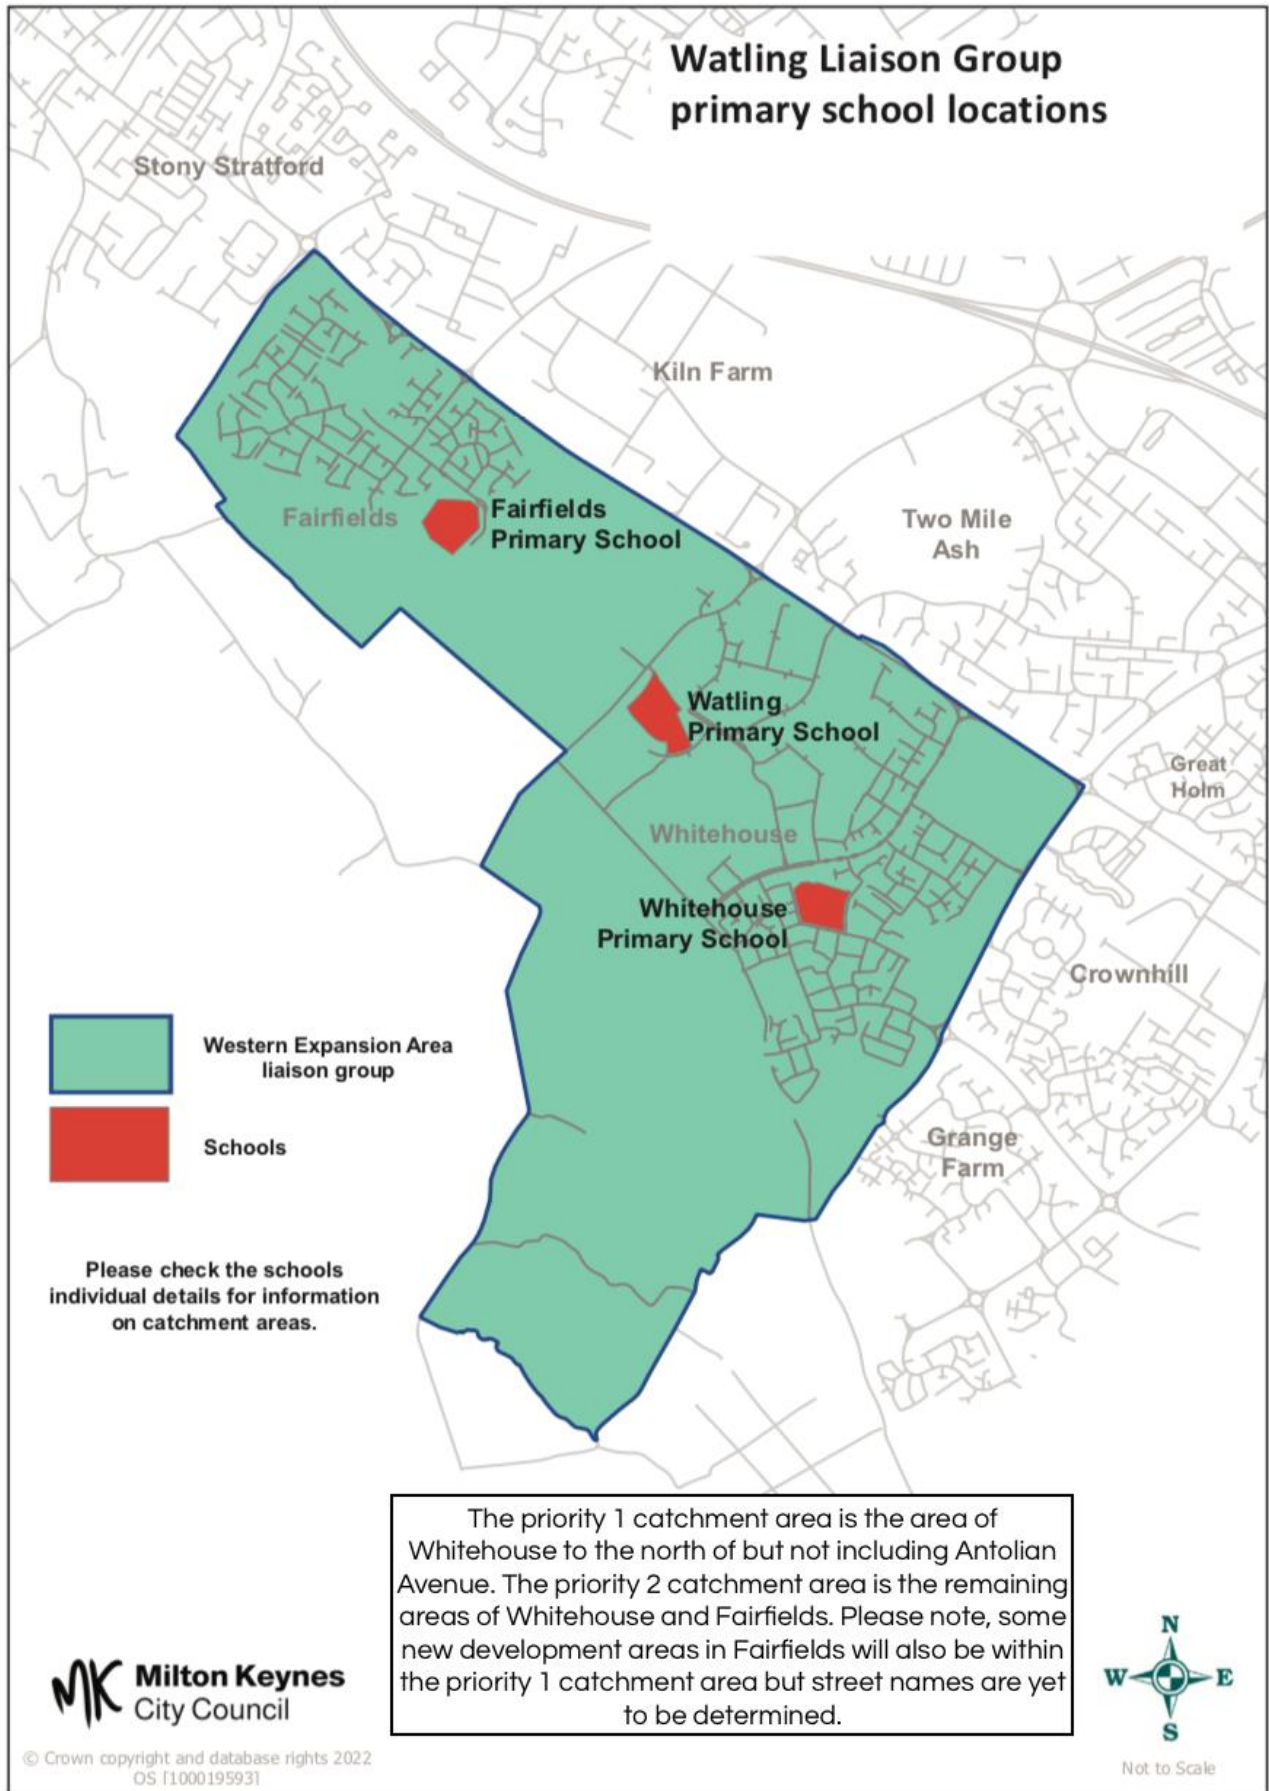 Watling Liaison Group
primary school locations
Stony Stratford
Kiln Farm
Two Mile
Ash
Fairfields
Fairfields
Primary School
Watling
Primary School
Great
Holm
Whitehouse
Whitehouse
Primary School
Crownhill
Western Expansion Area
liaison group
Schools
Grange
Farm
Please check the schools
individual details for information
on catchment areas.
The priority 1 catchment area is the area of
Whitehouse to the north of but not including Antolian
Avenue. The priority 2 catchment area is the remaining
areas of Whitehouse and Fairfields. Please note, some
new development areas in Fairfields will also be within
the priority 1 catchment area but street names are yet
to be determined.
MK Milton Keynes
City Council
© Crown copyright and database rights 2022
OS [100019593]
N
W E
S
Not to Scale